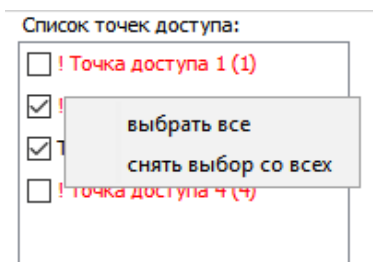 Список точек доступа:
! Точка доступа 1 (1)
!
выбрать все
снять выбор со всех
! Точка доступа 4 (4)